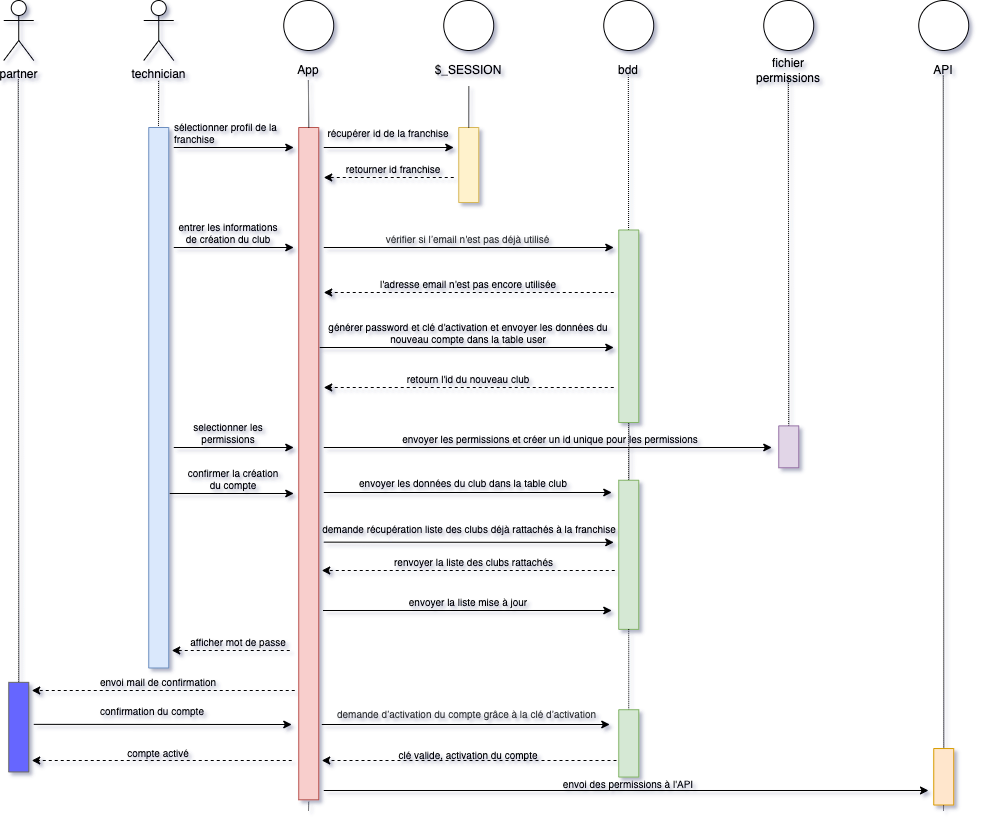 partner
technician
App
$_SESSION
bdd
fichier
permissions
API
sélectionner profil de la
franchise
récupérer id de la franchise
retourner id franchise
entrer les informations
de création du club
vérifier si l'email n'est pas déjà utilisé
l'adresse email n'est pas encore utilisée
générer password et clé d'activation et envoyer les données du
nouveau compte dans la table user
retourn l'id du nouveau club
selectionner les
permissions
envoyer les permissions et créer un id unique pour les permissions
confirmer la création
du compte
envoyer les données du club dans la table club
demande récupération liste des clubs déjà rattachés à la franchise
renvoyer la liste des clubs rattachés
envoyer la liste mise à jour
afficher mot de passe
envoi mail de confirmation
confirmation du compte
demande d'activation du compte grâce à la clé d'activation
compte activé
clé valide, activation du compte
envoi des permissions à l'API